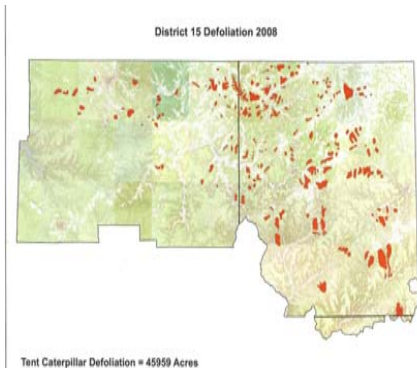 District 15 Defoliation 2008
Tent Caterpillar Defoliation = 45959 Acres